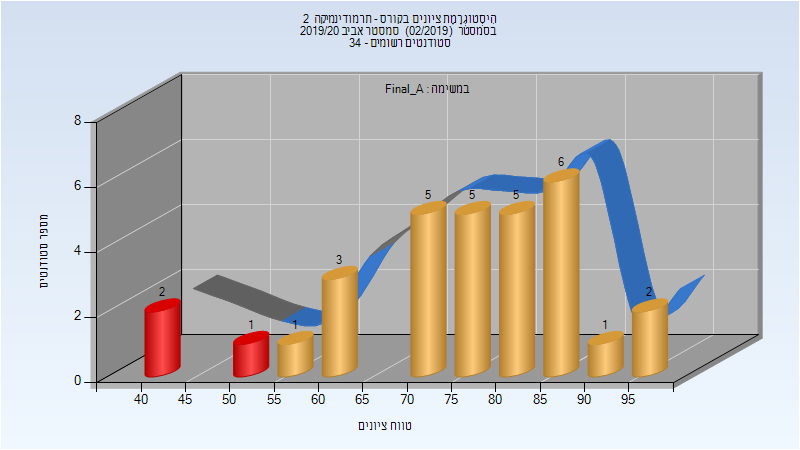 היסטוגרמת ציונים בקורס - תרמודינמיקה 2
בסמסטר (02/2019) סמסטר אביב 2019/20
סטודנטים רשומים - 34
במשימה : Final_A
מספר סטודנטים
8
6
4
2
0
2
1
1
3
5
5
5
6
1
2
40 45 50 55 60 65 70 75 80 85 90 95
טווח ציונים